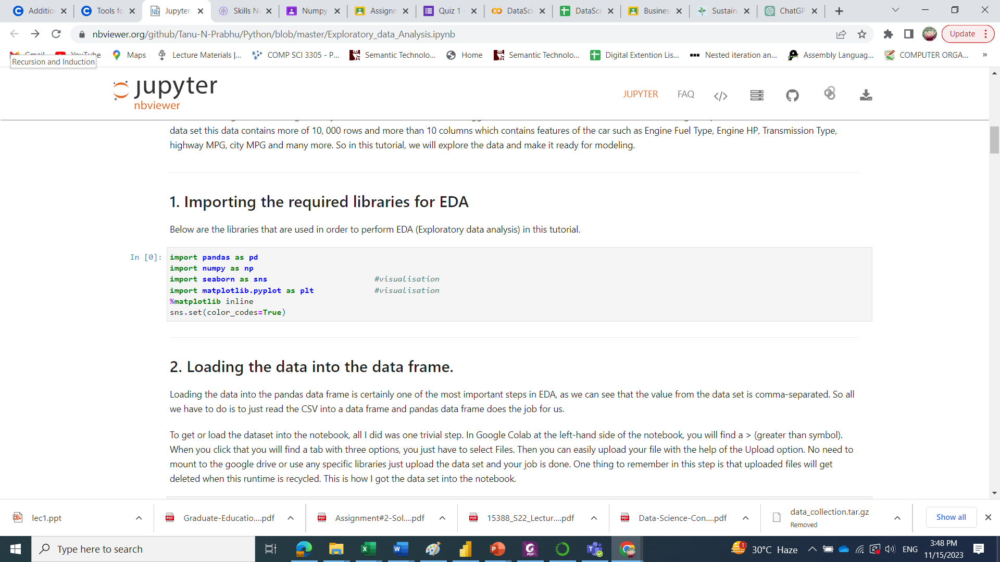 Additio
Tools fo
Jupyter
Skills N
Numpy
Assignm
Quiz 1 -
DataSci
DataSci
Busines
Sustain
ChatGP
nbviewer.org/github/Tanu-N-Prabhu/Python/blob/master/Exploratory_data_Analysis.ipynb
Update
Gmail
YouTube
Maps
Lecture Materials |...
COMP SCI 3305 - P...
Semantic Technolo...
Home
Semantic Technolo...
Digital Extention Lis...
Nested iteration an...
Assembly Languag...
COMPUTER ORGA...
»
Recursion and Induction
jupyter
nbviewer
JUPYTER
FAQ
</>
data set this data contains more of 10, 000 rows and more than 10 columns which contains features of the car such as Engine Fuel Type, Engine HP, Transmission Type,
highway MPG, city MPG and many more. So in this tutorial, we will explore the data and make it ready for modeling.
1. Importing the required libraries for EDA
Below are the libraries that are used in order to perform EDA (Exploratory data analysis) in this tutorial.
In [0]:
import pandas as pd
import numpy as np
import seaborn as sns #visualisation
import matplotlib.pyplot as plt #visualisation
%matplotlib inline
sns.set(color_codes=True)
2. Loading the data into the data frame.
Loading the data into the pandas data frame is certainly one of the most important steps in EDA, as we can see that the value from the data set is comma-separated. So all
we have to do is to just read the CSV into a data frame and pandas data frame does the job for us.
To get or load the dataset into the notebook, all I did was one trivial step. In Google Colab at the left-hand side of the notebook, you will find a > (greater than symbol).
When you click that you will find a tab with three options, you just have to select Files. Then you can easily upload your file with the help of the Upload option. No need to
mount to the google drive or use any specific libraries just upload the data set and your job is done. One thing to remember in this step is that uploaded files will get
deleted when this runtime is recycled. This is how I got the data set into the notebook.
lec1.ppt
Graduate-Educatio....pdf
Assignment#2-Sol....pdf
15388_S22_Lectur....pdf
Data-Science-Con....pdf
data_collection.tar.gz
Removed
Show all
Type here to search
30°C Haze
ENG
3:48 PM
11/15/2023